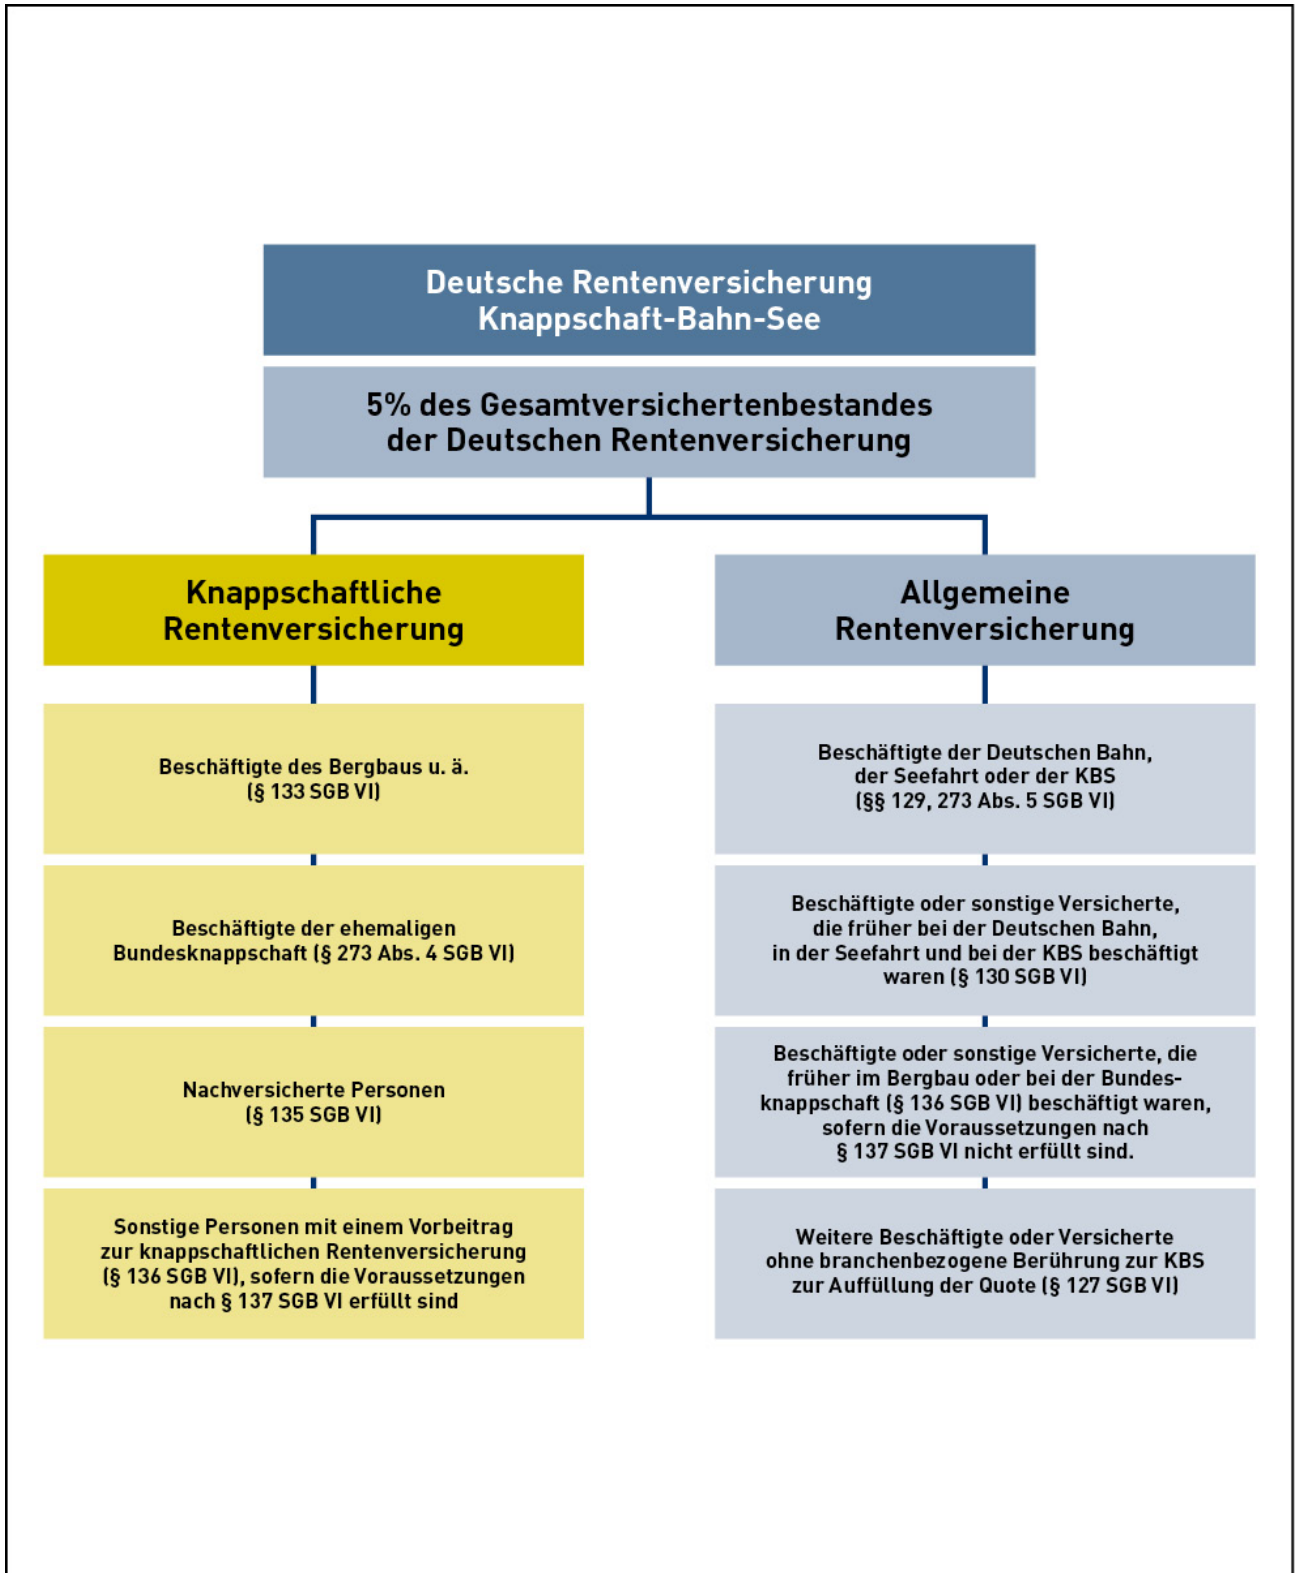 Deutsche Rentenversicherung
Knappschaft-Bahn-See
5% des Gesamtversichertenbestandes
der Deutschen Rentenversicherung
Knappschaftliche
Rentenversicherung
Beschäftigte des Bergbaus u. ä.
(§ 133 SGB VI)
Beschäftigte der ehemaligen
Bundesknappschaft (§ 273 Abs. 4 SGB VI)
Nachversicherte Personen
(§ 135 SGB VI)
Sonstige Personen mit einem Vorbeitrag
zur knappschaftlichen Rentenversicherung
(§ 136 SGB VI), sofern die Voraussetzungen
nach § 137 SGB VI erfüllt sind
Allgemeine
Rentenversicherung
Beschäftigte der Deutschen Bahn,
der Seefahrt oder der KBS
(§§ 129, 273 Abs. 5 SGB VI)
Beschäftigte oder sonstige Versicherte,
die früher bei der Deutschen Bahn,
in der Seefahrt und bei der KBS beschäftigt
waren (§ 130 SGB VI)
Beschäftigte oder sonstige Versicherte, die
früher im Bergbau oder bei der Bundes-
knappschaft (§ 136 SGB VI) beschäftigt waren,
sofern die Voraussetzungen nach
§ 137 SGB VI nicht erfüllt sind.
Weitere Beschäftigte oder Versicherte
ohne branchenbezogene Berührung zur KBS
zur Auffüllung der Quote (§ 127 SGB VI)